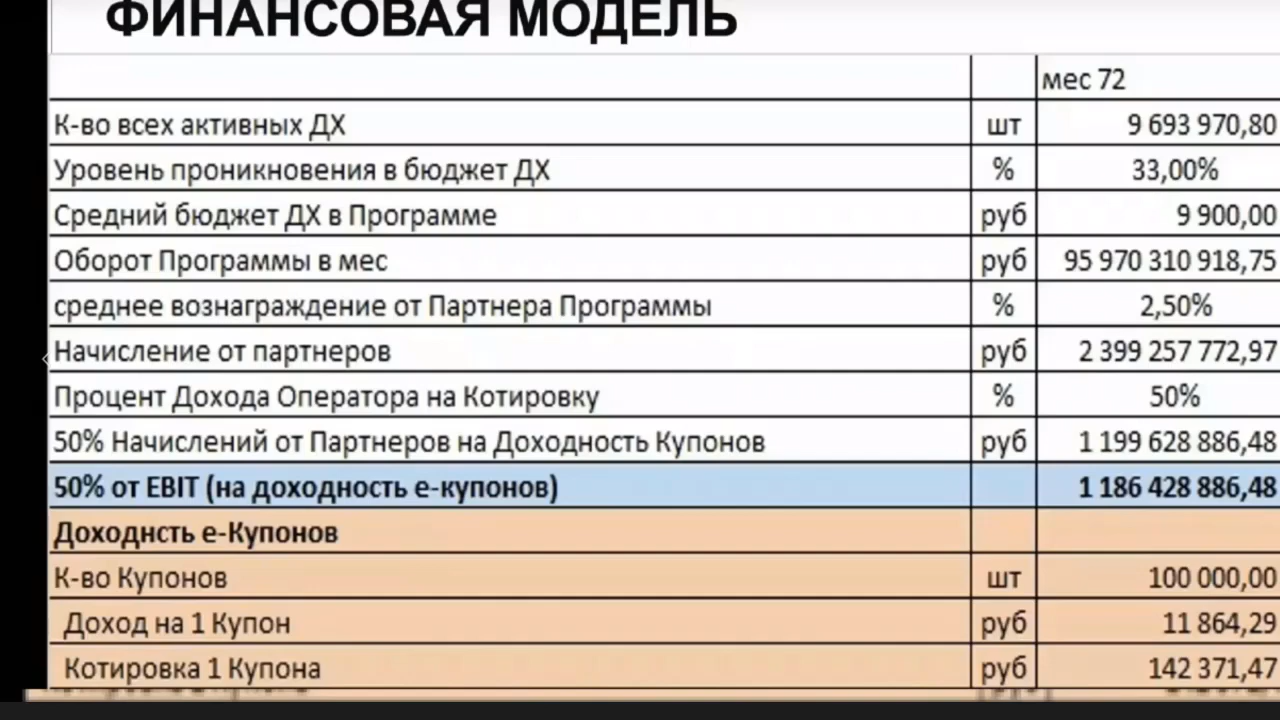 ФИНАНСОВАЯ МОДЕЛЬ
мес 72
К-во всех активных ДХ шт 9 693 970,80
Уровень проникновения в бюджет ДХ % 33,00%
Средний бюджет ДХ в Программе руб 9 900,00
Оборот Программы в мес руб 95 970 310 918,75
среднее вознаграждение от Партнера Программы % 2,50%
Начисление от партнеров руб 2 399 257 772,97
Процент Дохода Оператора на Котировку % 50%
50% Начислений от Партнеров на Доходность Купонов руб 1 199 628 886,48
50% от EBIT (на доходность е-купонов) 1 186 428 886,48
Доходнсть е-Купонов
К-во Купонов шт 100 000,00
Доход на 1 Купон руб 11 864,29
Котировка 1 Купона руб 142 371,47